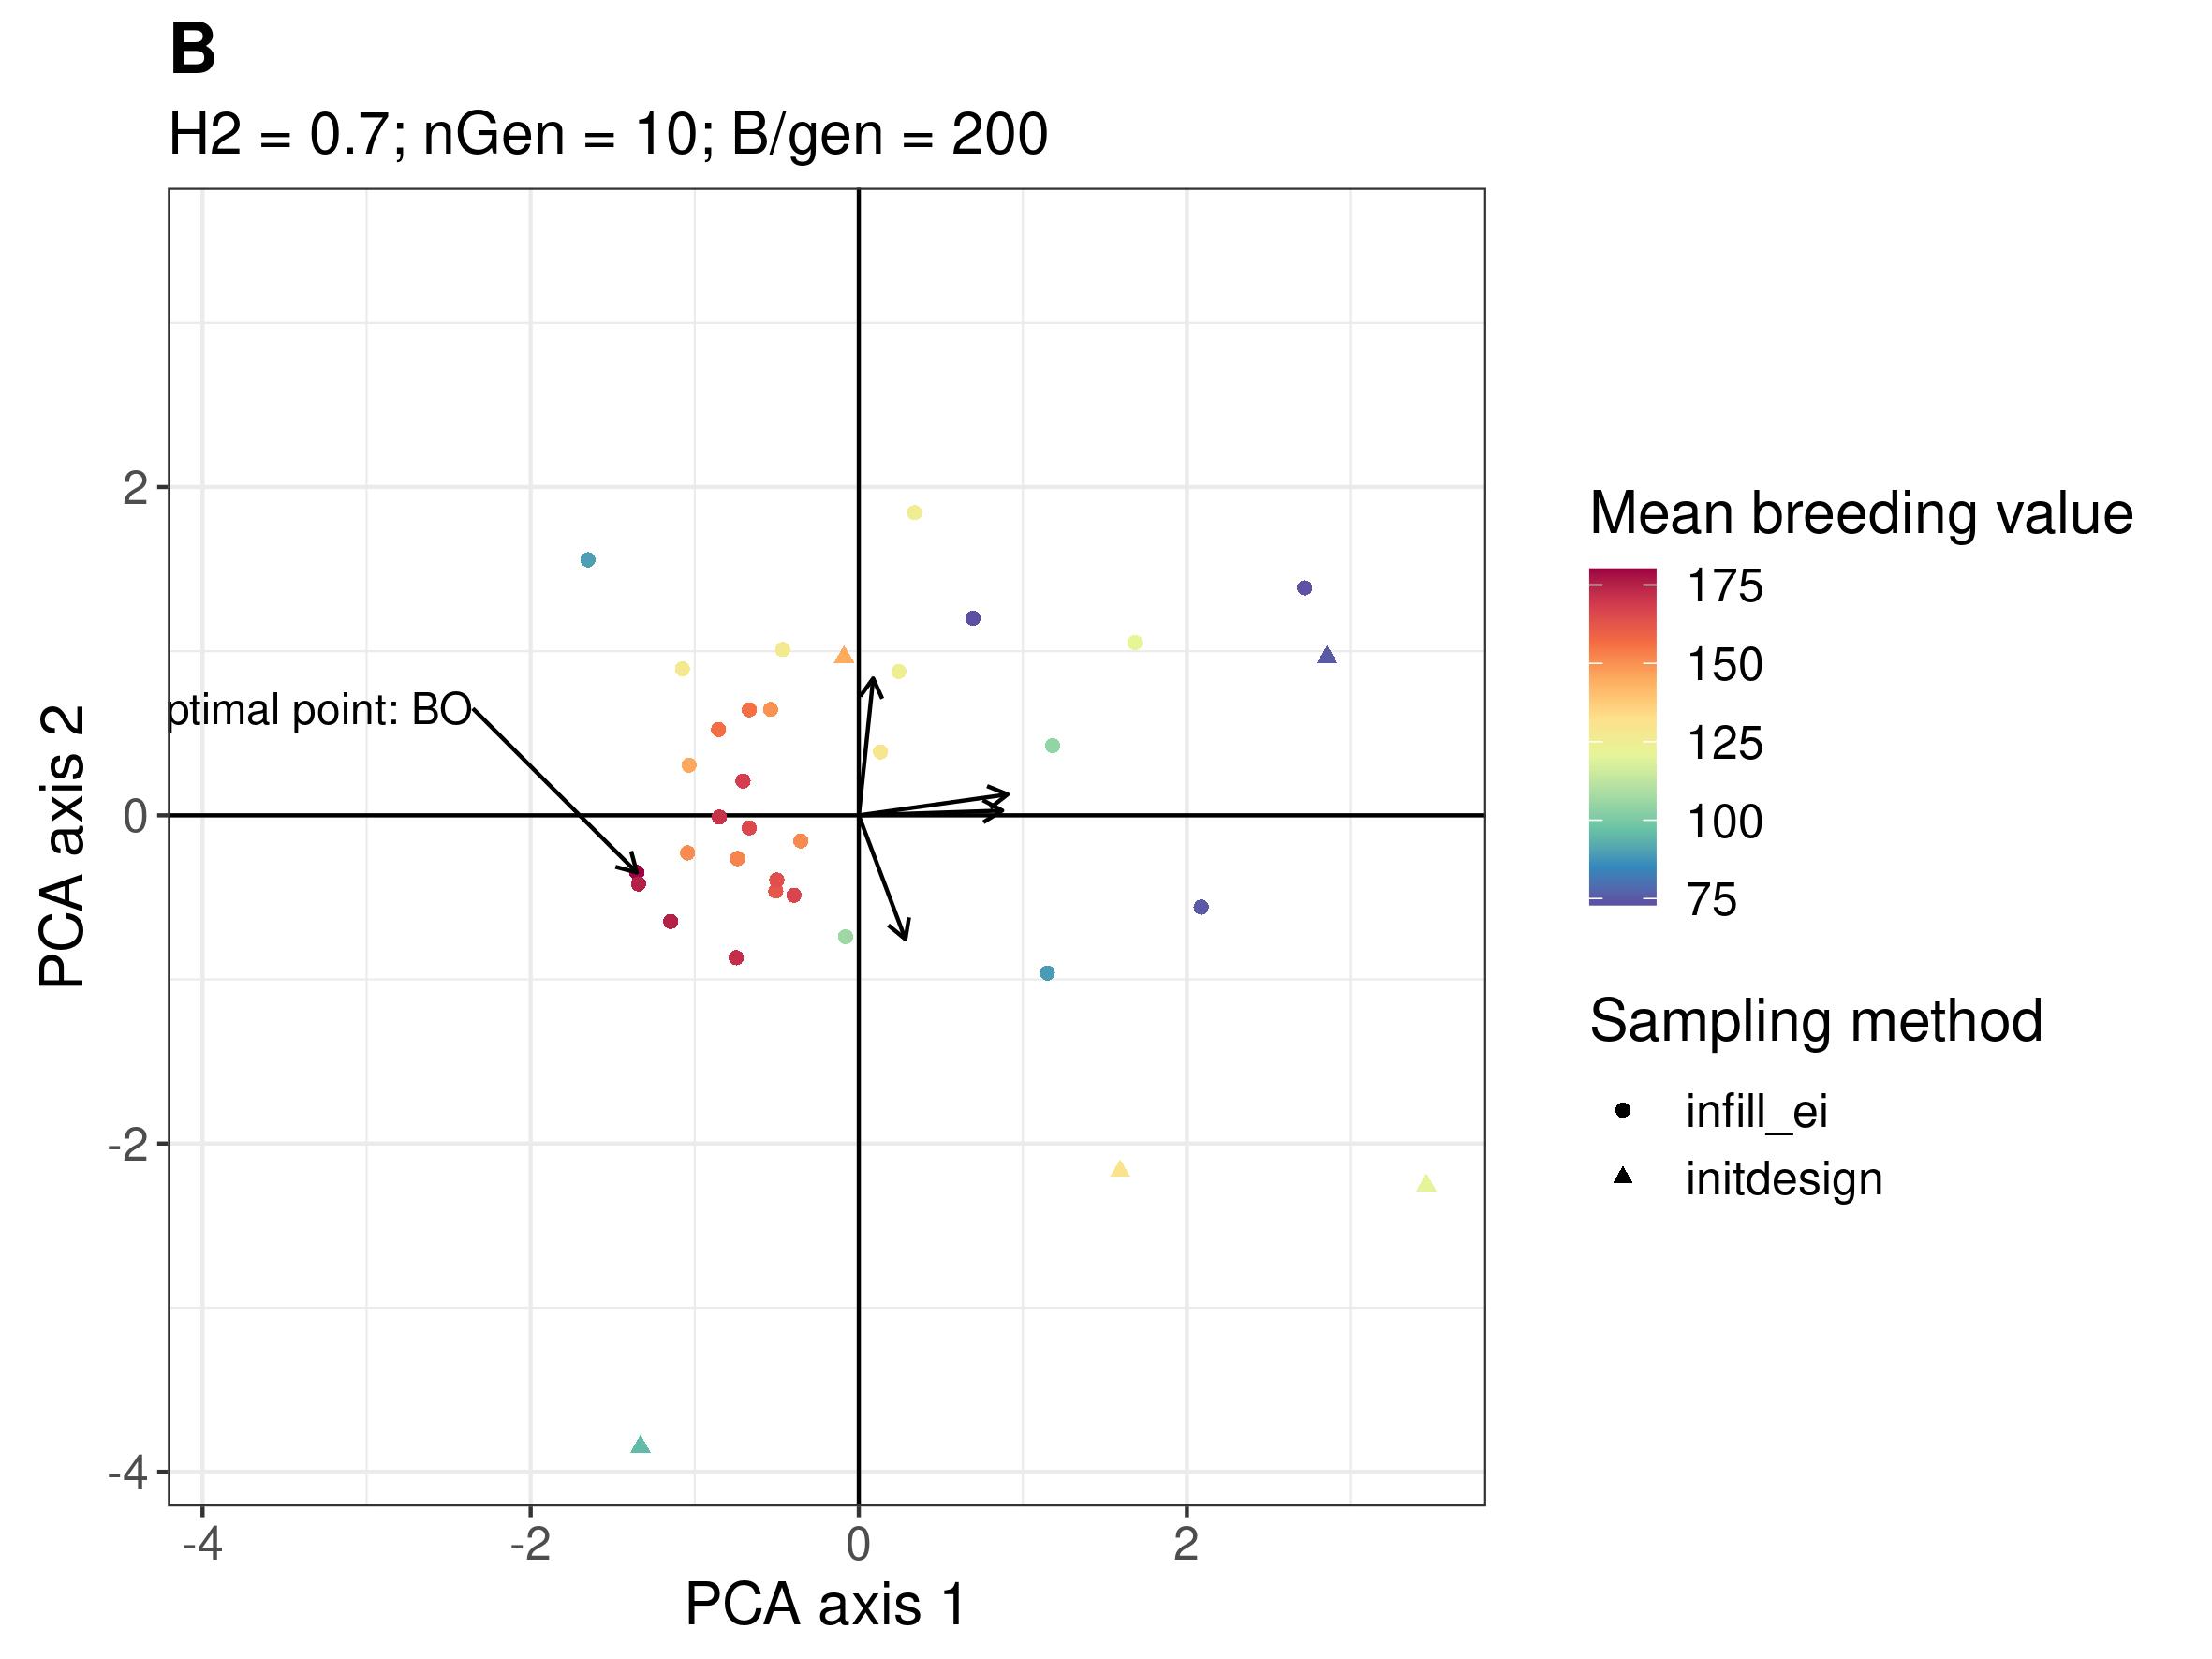 B
H2 = 0.7; nGen = 10; B/gen = 200
ptimal point: BO
2
0
-2
-4
-4
-2
0
2
PCA axis 2
PCA axis 1
Mean breeding value
175
150
125
100
75
Sampling method
infill_ei
initdesign